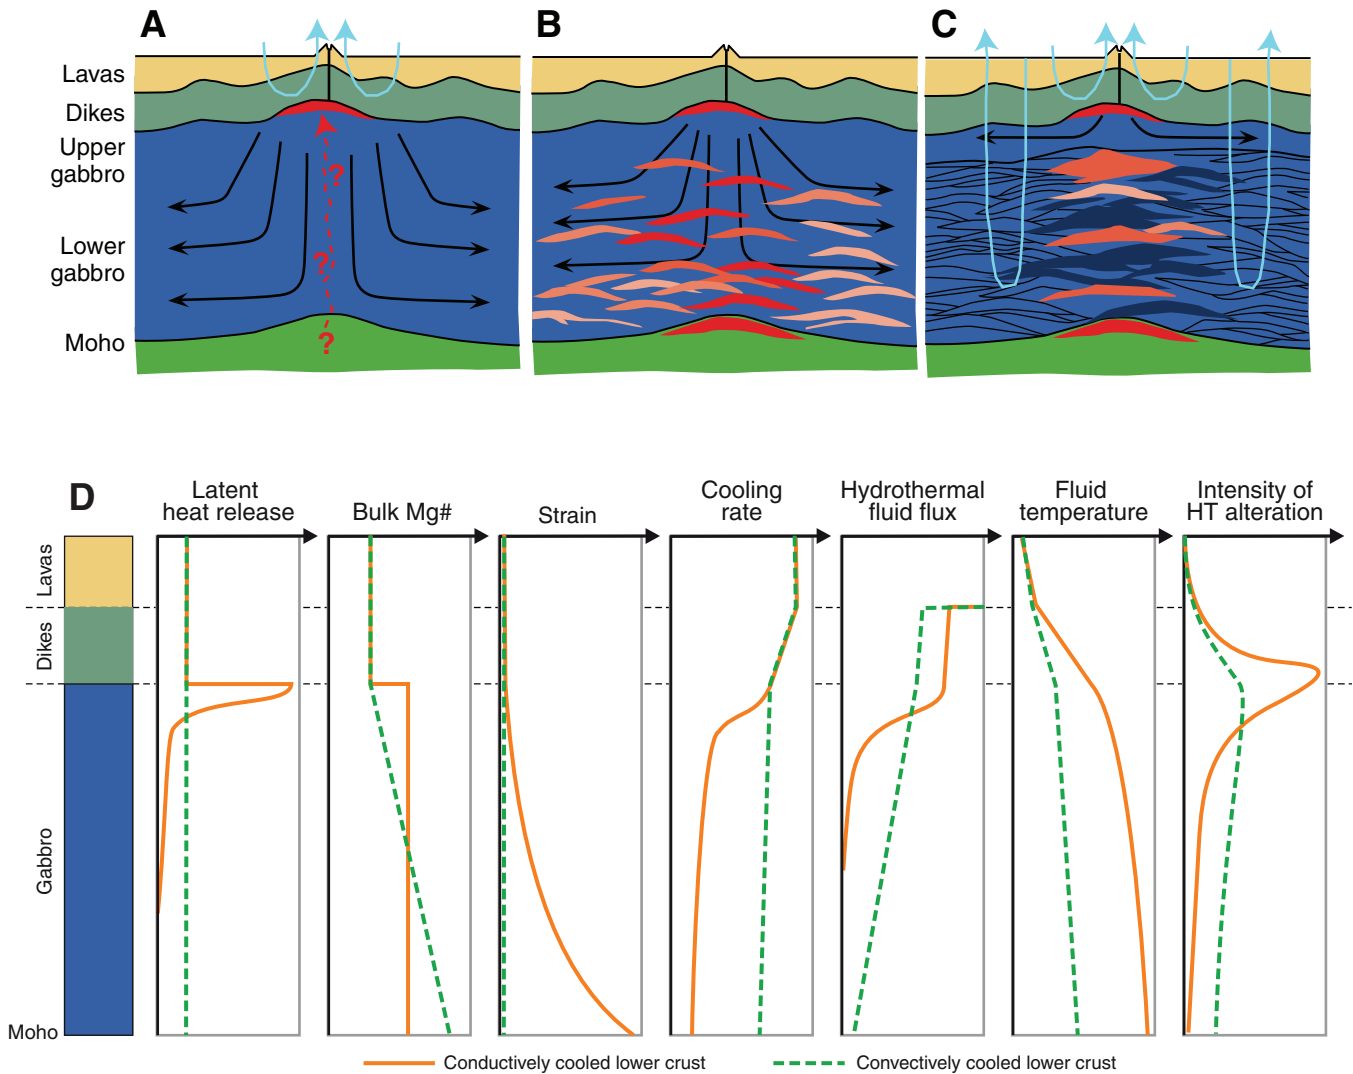 A
B
C
Lavas
Dikes
Upper
gabbro
Lower
gabbro
Moho
?
?
?
D
Latent
heat release
Bulk Mg#
Strain
Cooling
rate
Hydrothermal
fluid flux
Fluid
temperature
Intensity of
HT alteration
Lavas
Dikes
Gabbro
Moho
Conductively cooled lower crust
Convectively cooled lower crust